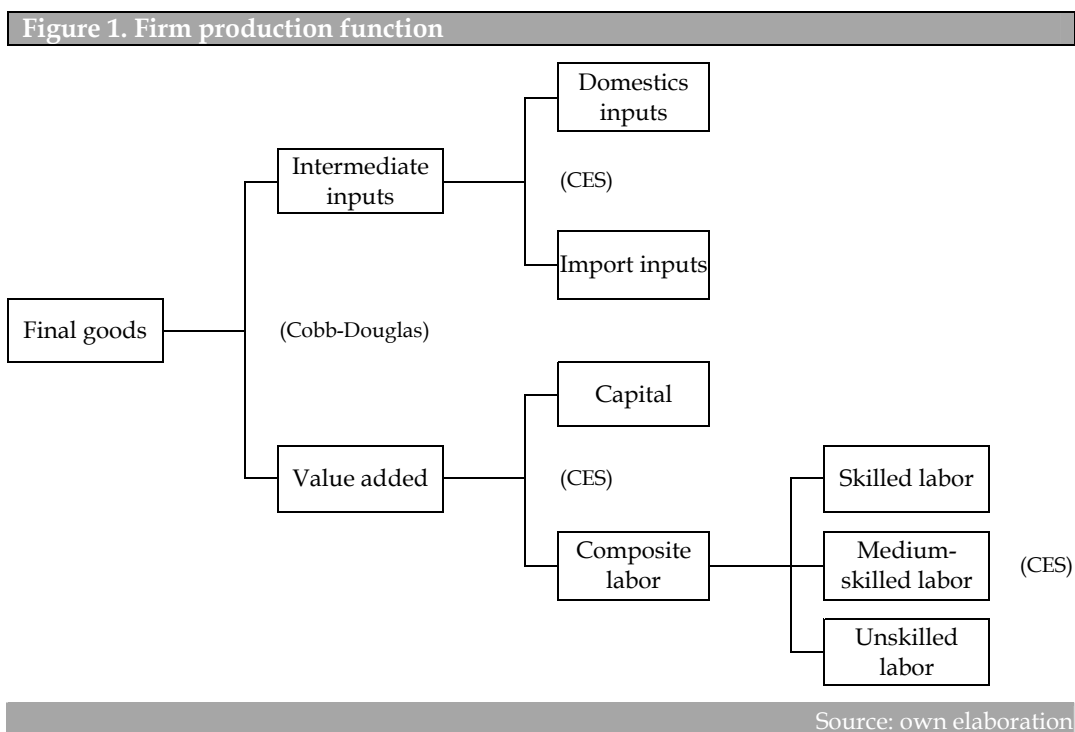 Figure 1. Firm production function
Domestics
inputs
Intermediate
inputs
(CES)
Import inputs
Final goods
(Cobb-Douglas)
Capital
Value added
(CES)
Skilled labor
Composite
labor
Medium-
skilled labor
(CES)
Unskilled
labor
Source: own elaboration